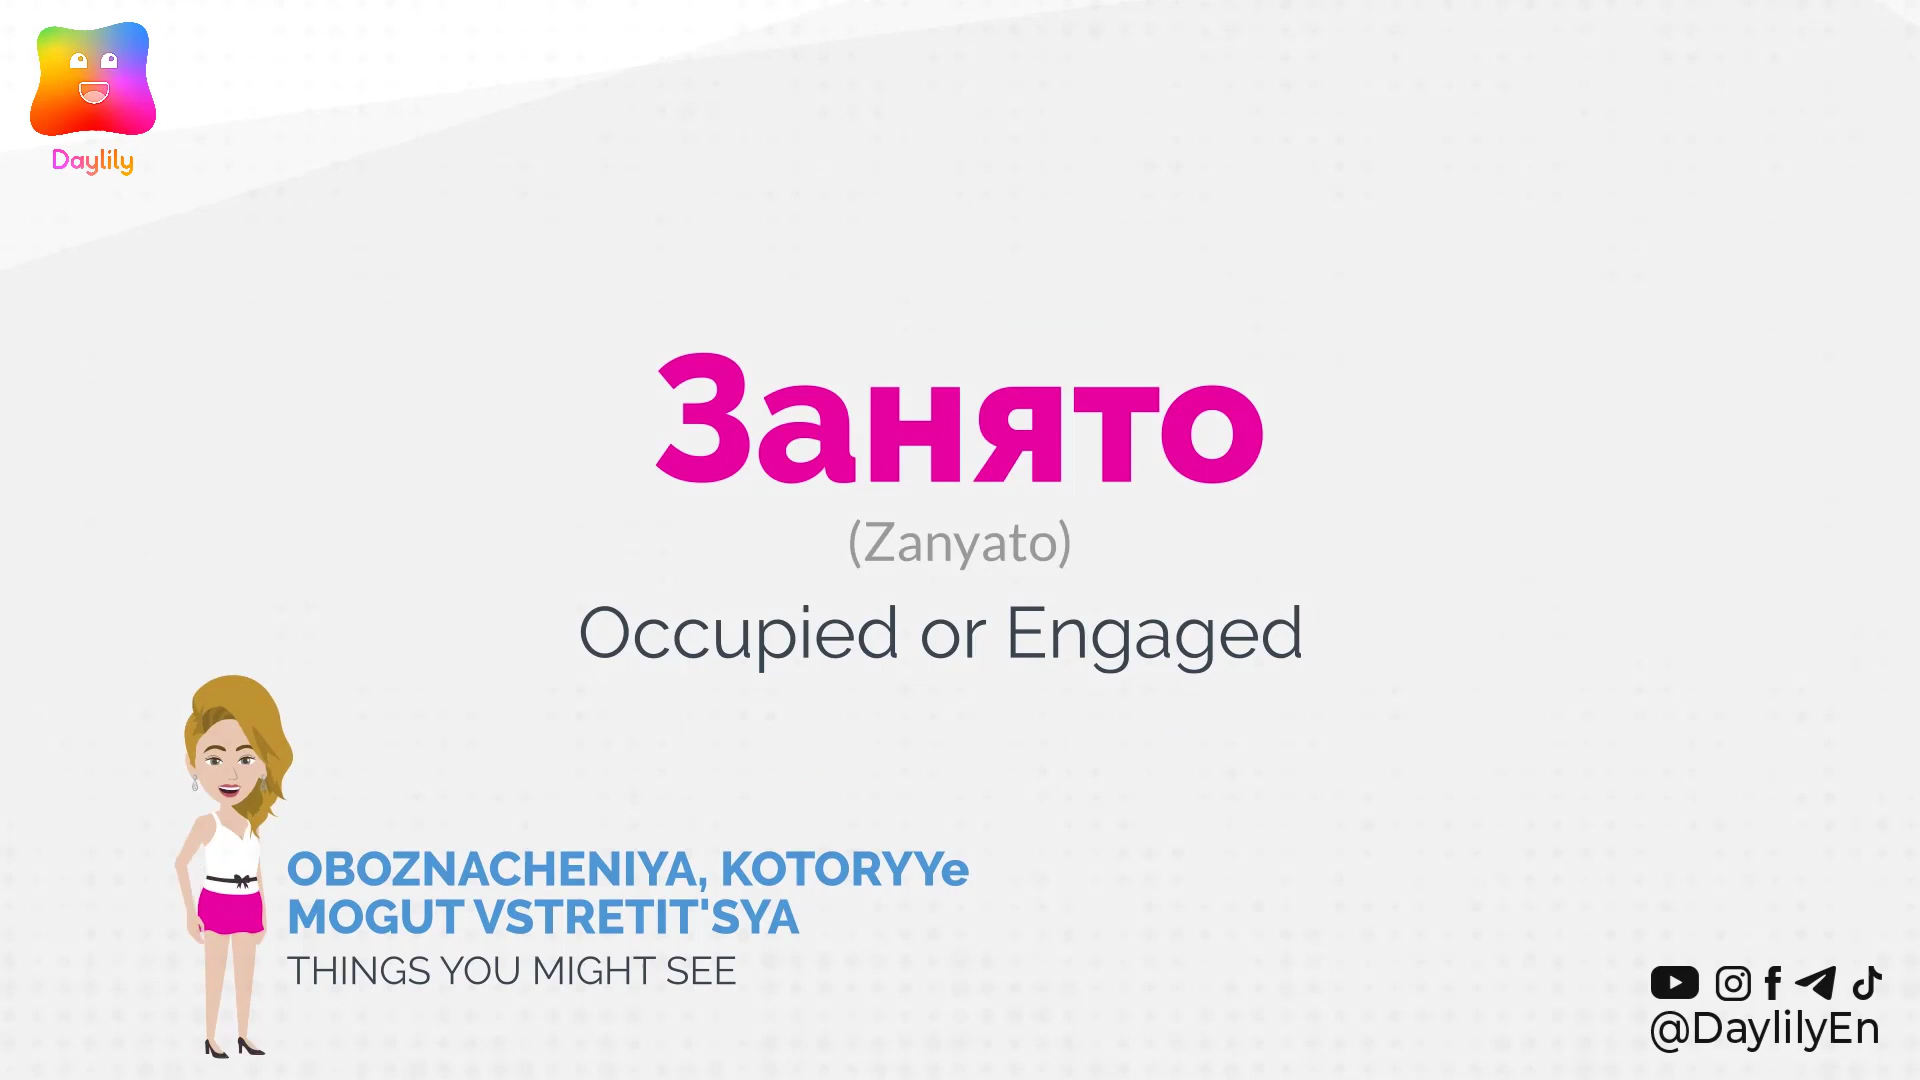 Daylily
Занято
(Zanyato)
Occupied or Engaged
OBOZNACHENIYA, KOTORYYe
MOGUT VSTRETIT'SYA
THINGS YOU MIGHT SEE
@DaylilyEn